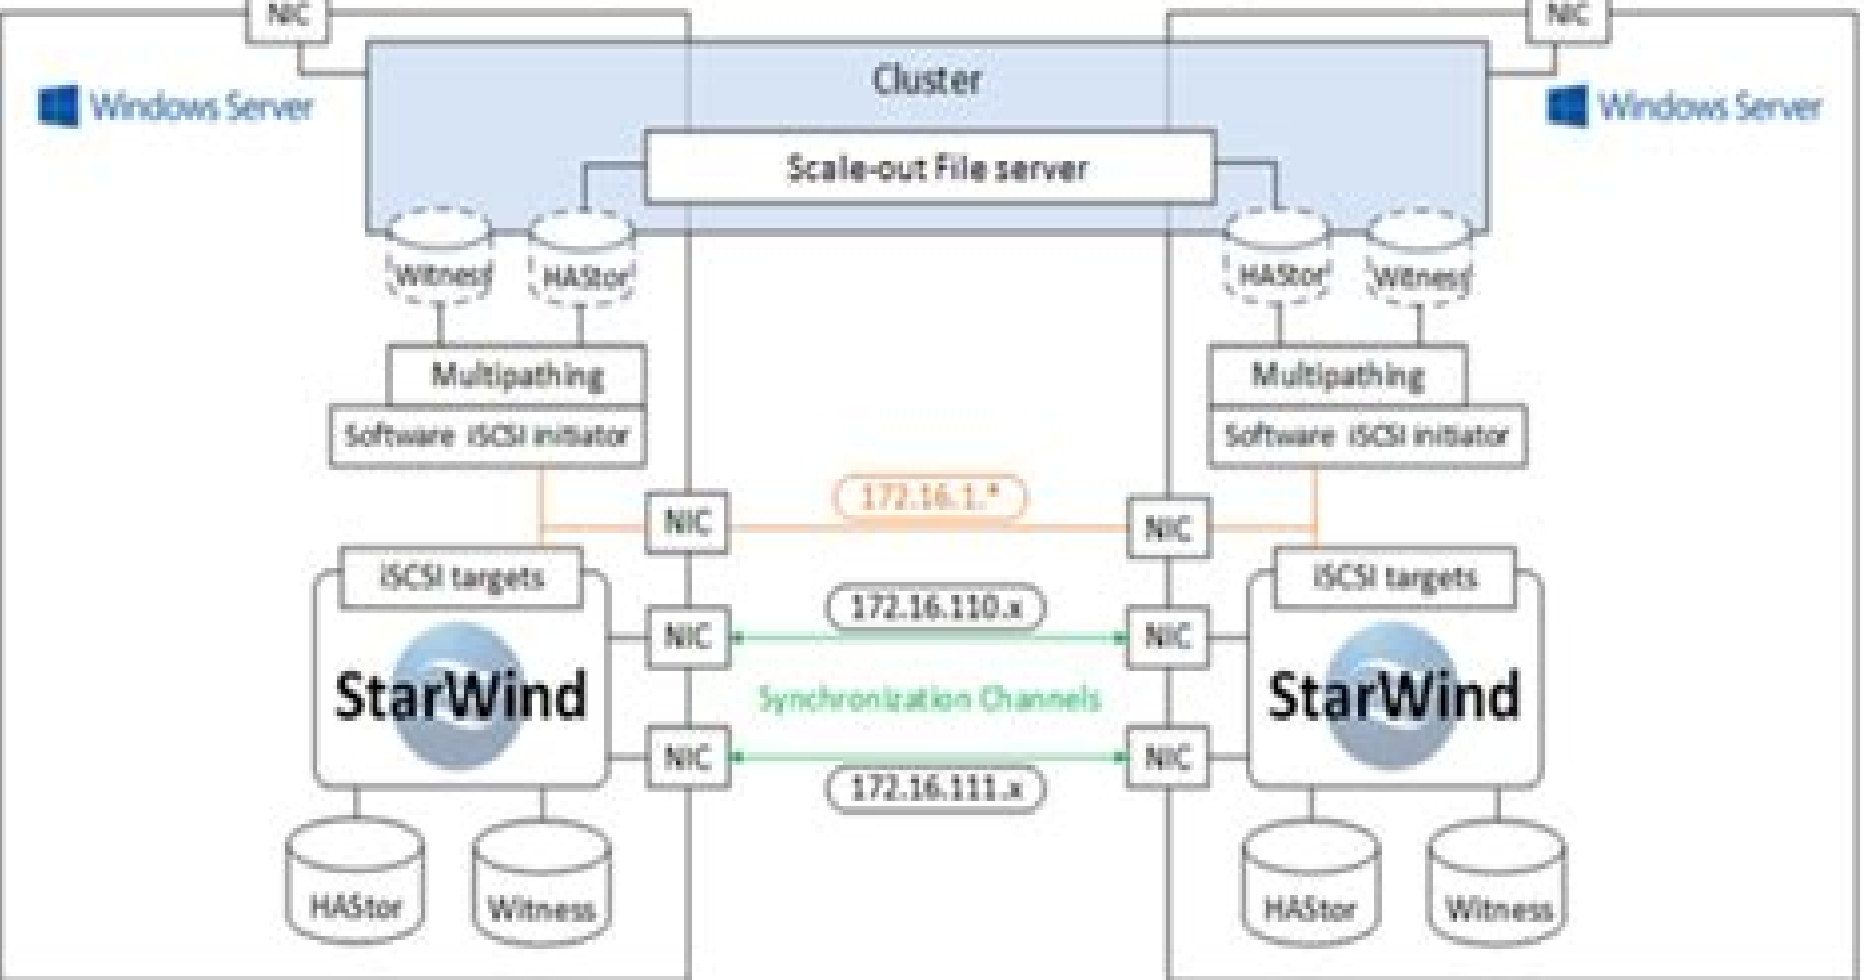 NIC
NIC
Windows Server
Cluster
Windows Server
Scale-out File server
Witness
HAStor
HAStor
Witness
Multipathing
Multipathing
Software iSCSI initiator
Software iSCSI initiator
172.16.1.*
NIC
NIC
iSCSI targets
iSCSI targets
172.16.110.x
NIC
NIC
StarWind
Synchronization Channels
StarWind
NIC
NIC
172.16.111.x
HAStor
Witness
HAStor
Witness